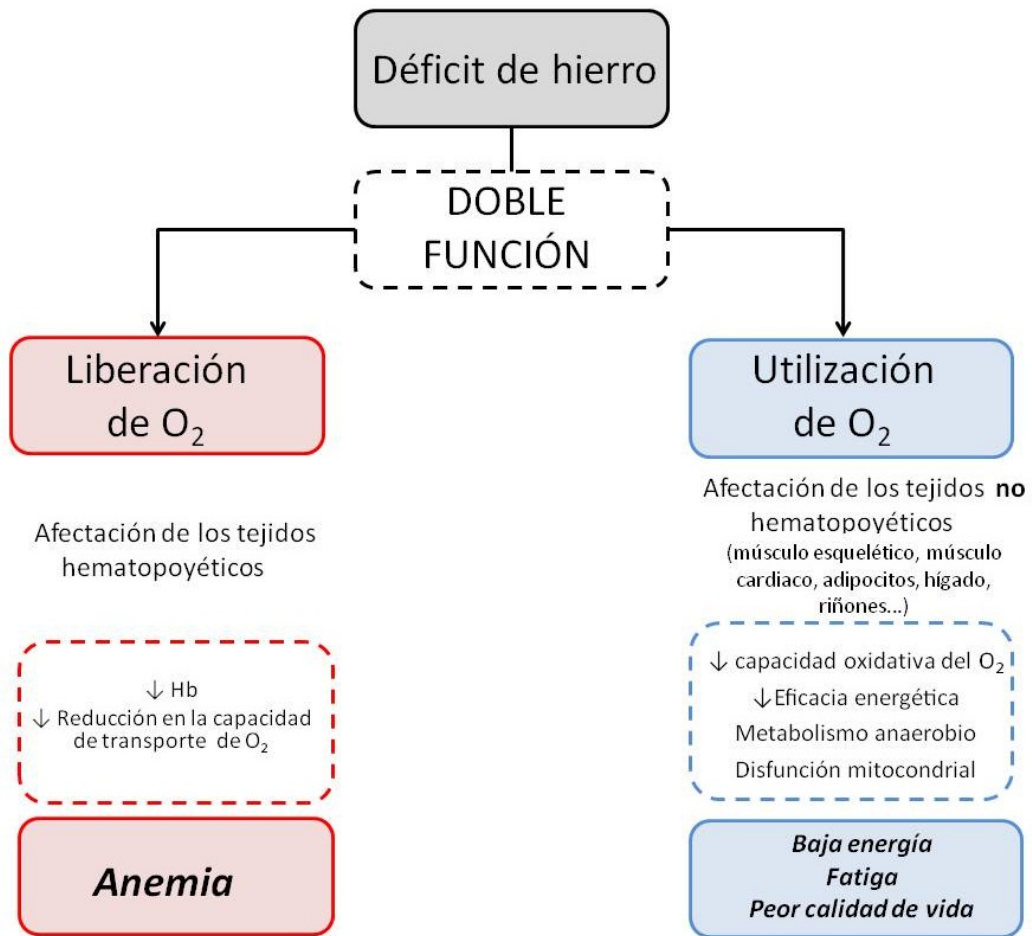 Déficit de hierro
DOBLE
FUNCIÓN
Liberación
de O₂
Afectación de los tejidos
hematopoyéticos
↓ Hb
↓ Reducción en la capacidad
de transporte de O₂
Anemia
Utilización
de O₂
Afectación de los tejidos no
hematopoyéticos
(músculo esquelético, músculo
cardiaco, adipocitos, hígado,
riñones...)
↓ capacidad oxidativa del O₂
↓Eficacia energética
Metabolismo anaerobio
Disfunción mitocondrial
Baja energía
Fatiga
Peor calidad de vida